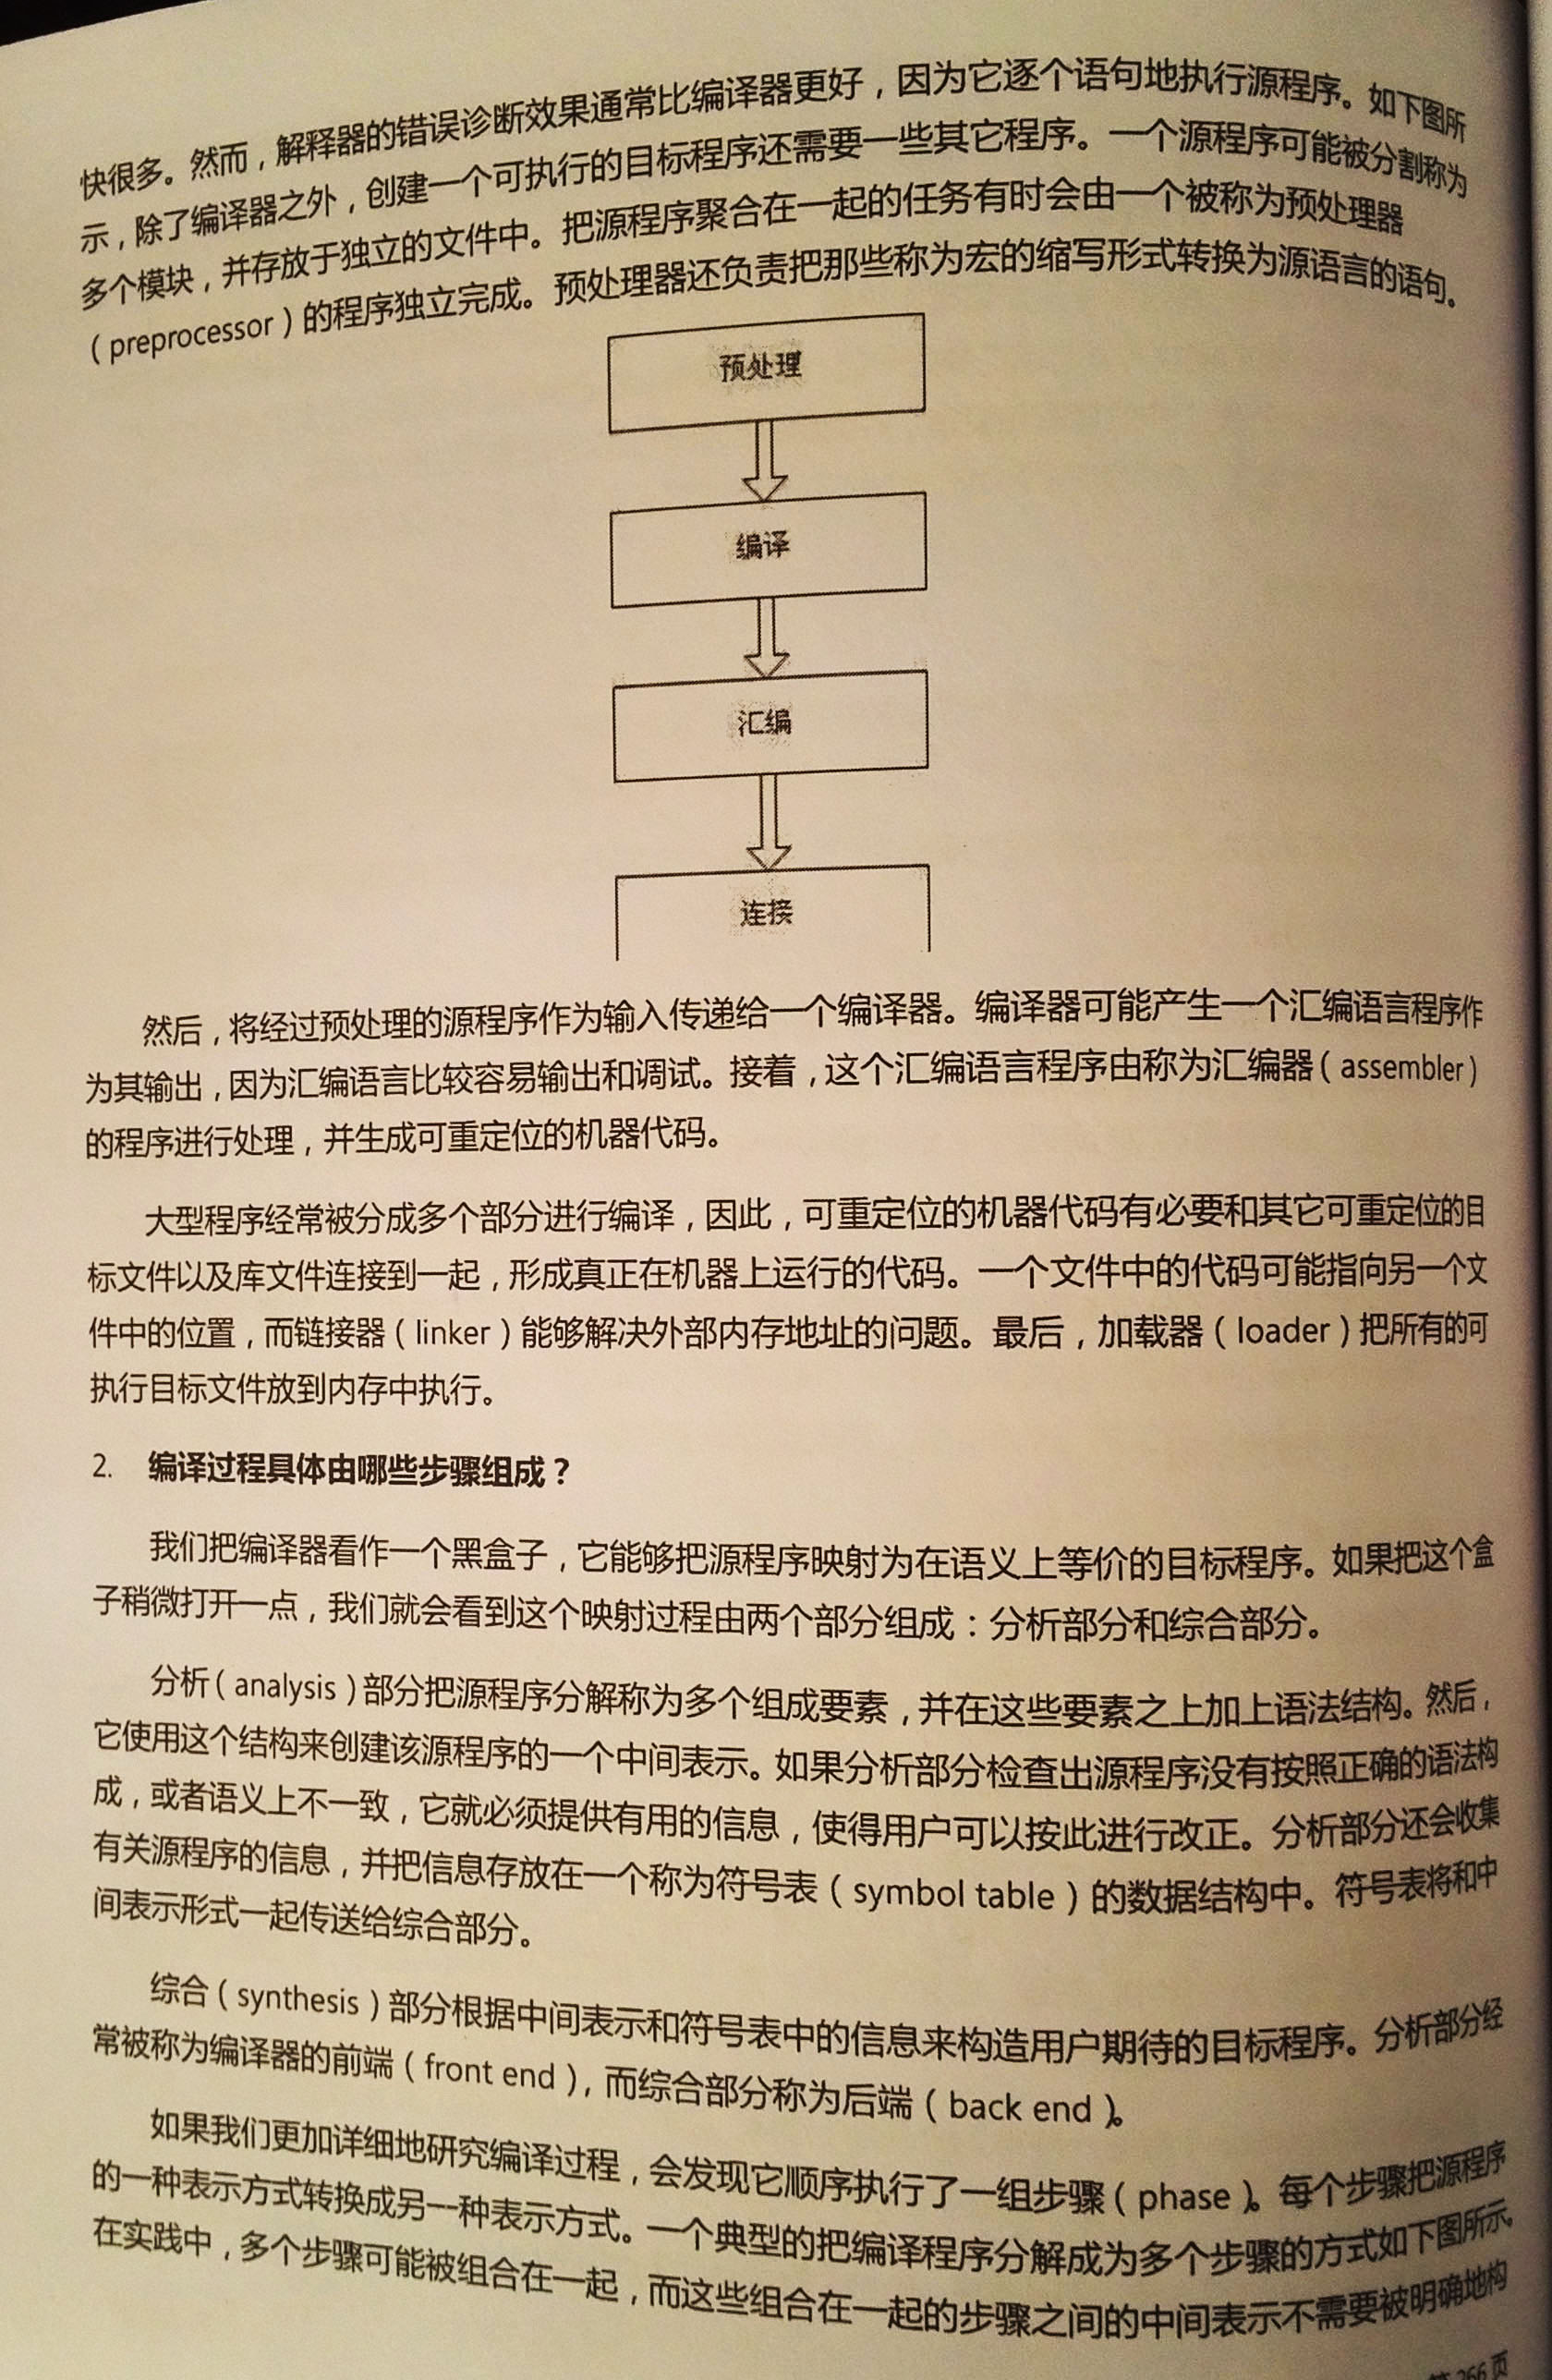 快很多。然而，解释器的错误诊断效果通常比编译器更好，因为它逐个语句地执行源程序。如下图所
示，除了编译器之外，创建一个可执行的目标程序还需要一些其它程序。一个源程序可能被分割称为
多个模块，并存放于独立的文件中。把源程序聚合在一起的任务有时会由一个被称为预处理器
（preprocessor）的程序独立完成。预处理器还负责把那些称为宏的缩写形式转换为源语言的语句。
预处理
编译
汇编
连接
然后，将经过预处理的源程序作为输入传递给一个编译器。编译器可能产生一个汇编语言程序作
为其输出，因为汇编语言比较容易输出和调试。接着，这个汇编语言程序由称为汇编器（assembler）
的程序进行处理，并生成可重定位的机器代码。
大型程序经常被分成多个部分进行编译，因此，可重定位的机器代码有必要和其它可重定位的目
标文件以及库文件连接到一起，形成真正在机器上运行的代码。一个文件中的代码可能指向另一个文
件中的位置，而链接器（linker）能够解决外部内存地址的问题。最后，加载器（loader）把所有的可
执行目标文件放到内存中执行。
2. 编译过程具体由哪些步骤组成？
我们把编译器看作一个黑盒子，它能够把源程序映射为在语义上等价的目标程序。如果把这个盒
子稍微打开一点，我们就会看到这个映射过程由两个部分组成：分析部分和综合部分。
分析（analysis）部分把源程序分解称为多个组成要素，并在这些要素之上加上语法结构。然后，
它使用这个结构来创建该源程序的一个中间表示。如果分析部分检查出源程序没有按照正确的语法构
成，或者语义上不一致，它就必须提供有用的信息，使得用户可以按此进行改正。分析部分还会收集
有关源程序的信息，并把信息存放在一个称为符号表（symbol table）的数据结构中。符号表将和中
间表示形式一起传送给综合部分。
综合（synthesis）部分根据中间表示和符号表中的信息来构造用户期待的目标程序。分析部分经
常被称为编译器的前端（front end），而综合部分称为后端（back end）。
如果我们更加详细地研究编译过程，会发现它顺序执行了一组步骤（phase）。每个步骤把源程序
的一种表示方式转换成另一种表示方式。一个典型的把编译程序分解成为多个步骤的方式如下图所示。
在实践中，多个步骤可能被组合在一起，而这些组合在一起的步骤之间的中间表示不需要被明确地构
266页